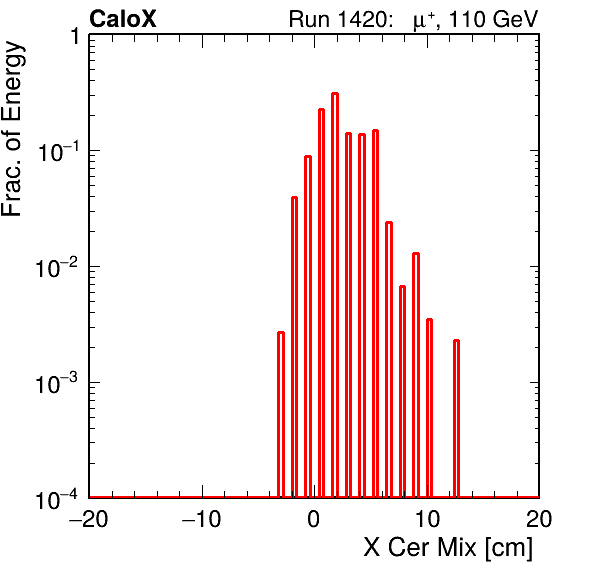 CaloX Run 1420: μ⁺, 110 GeV
Frac. of Energy
1
10⁻¹
10⁻²
10⁻³
10⁻⁴
−20 −10 0 10 20
X Cer Mix [cm]